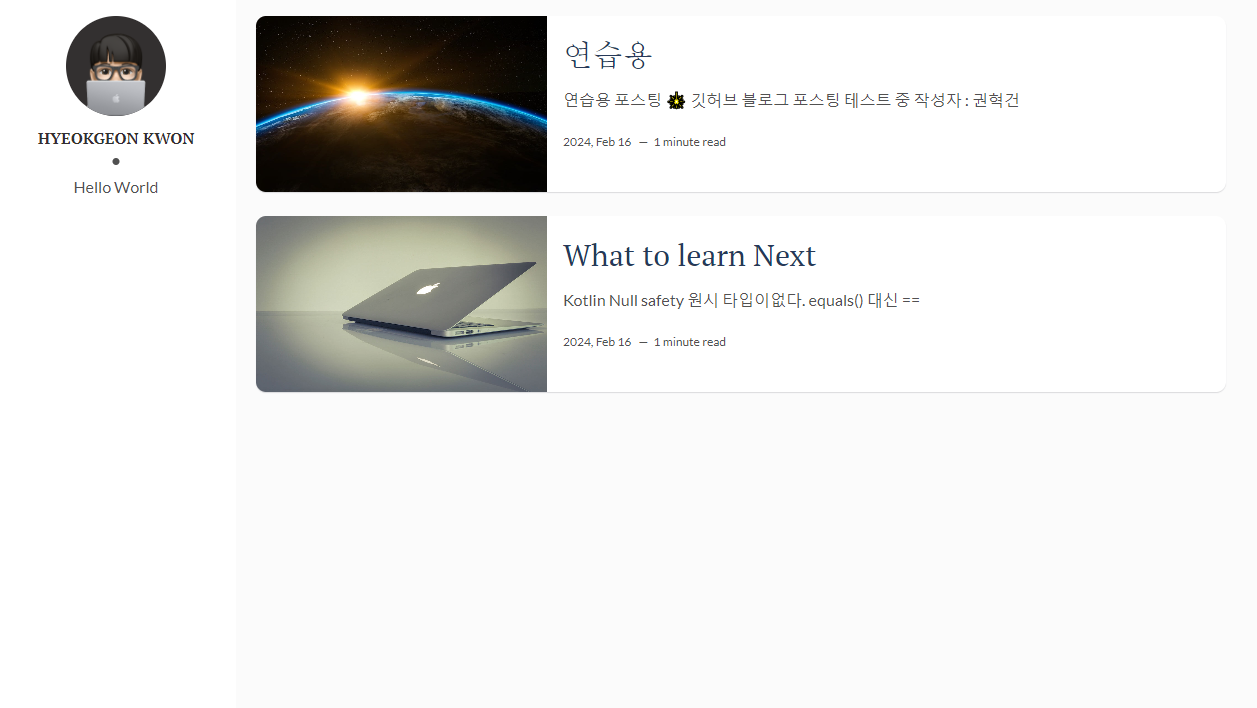 HYEOKGEON KWON
Hello World
연습용
연습용 포스팅 🌞 깃허브 블로그 포스팅 테스트 중 작성자 : 권혁건
2024, Feb 16 — 1 minute read
What to learn Next
Kotlin Null safety 원시 타입이없다. equals() 대신 ==
2024, Feb 16 — 1 minute read